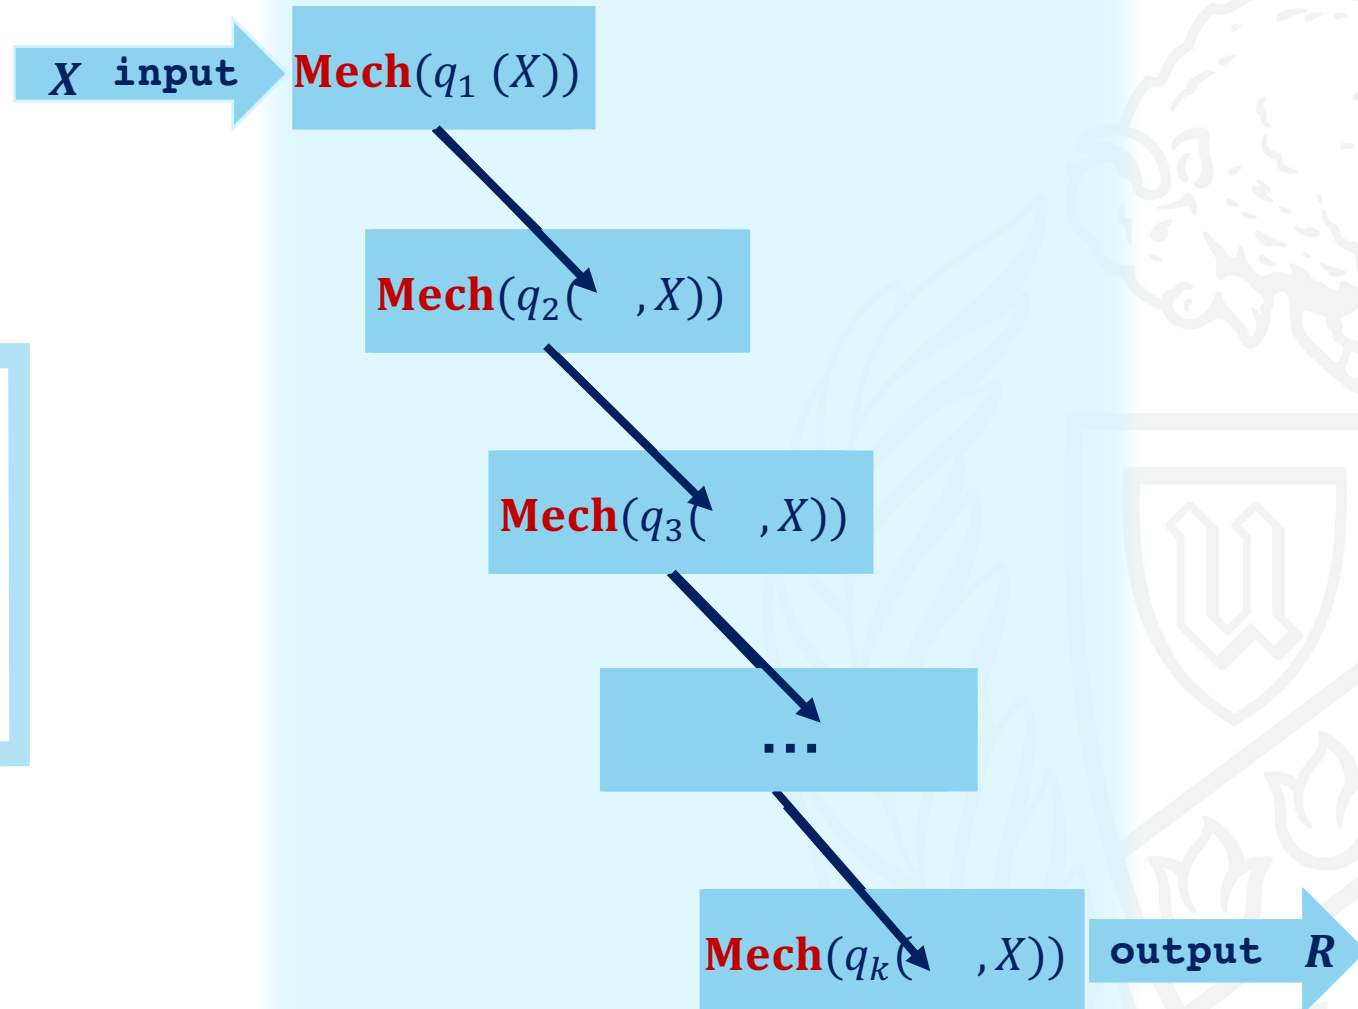 X input
Mech(q₁ (X))
Mech(q₂( , X))
Mech(q₃( , X))
...
Mech(qₖ( , X))
output R